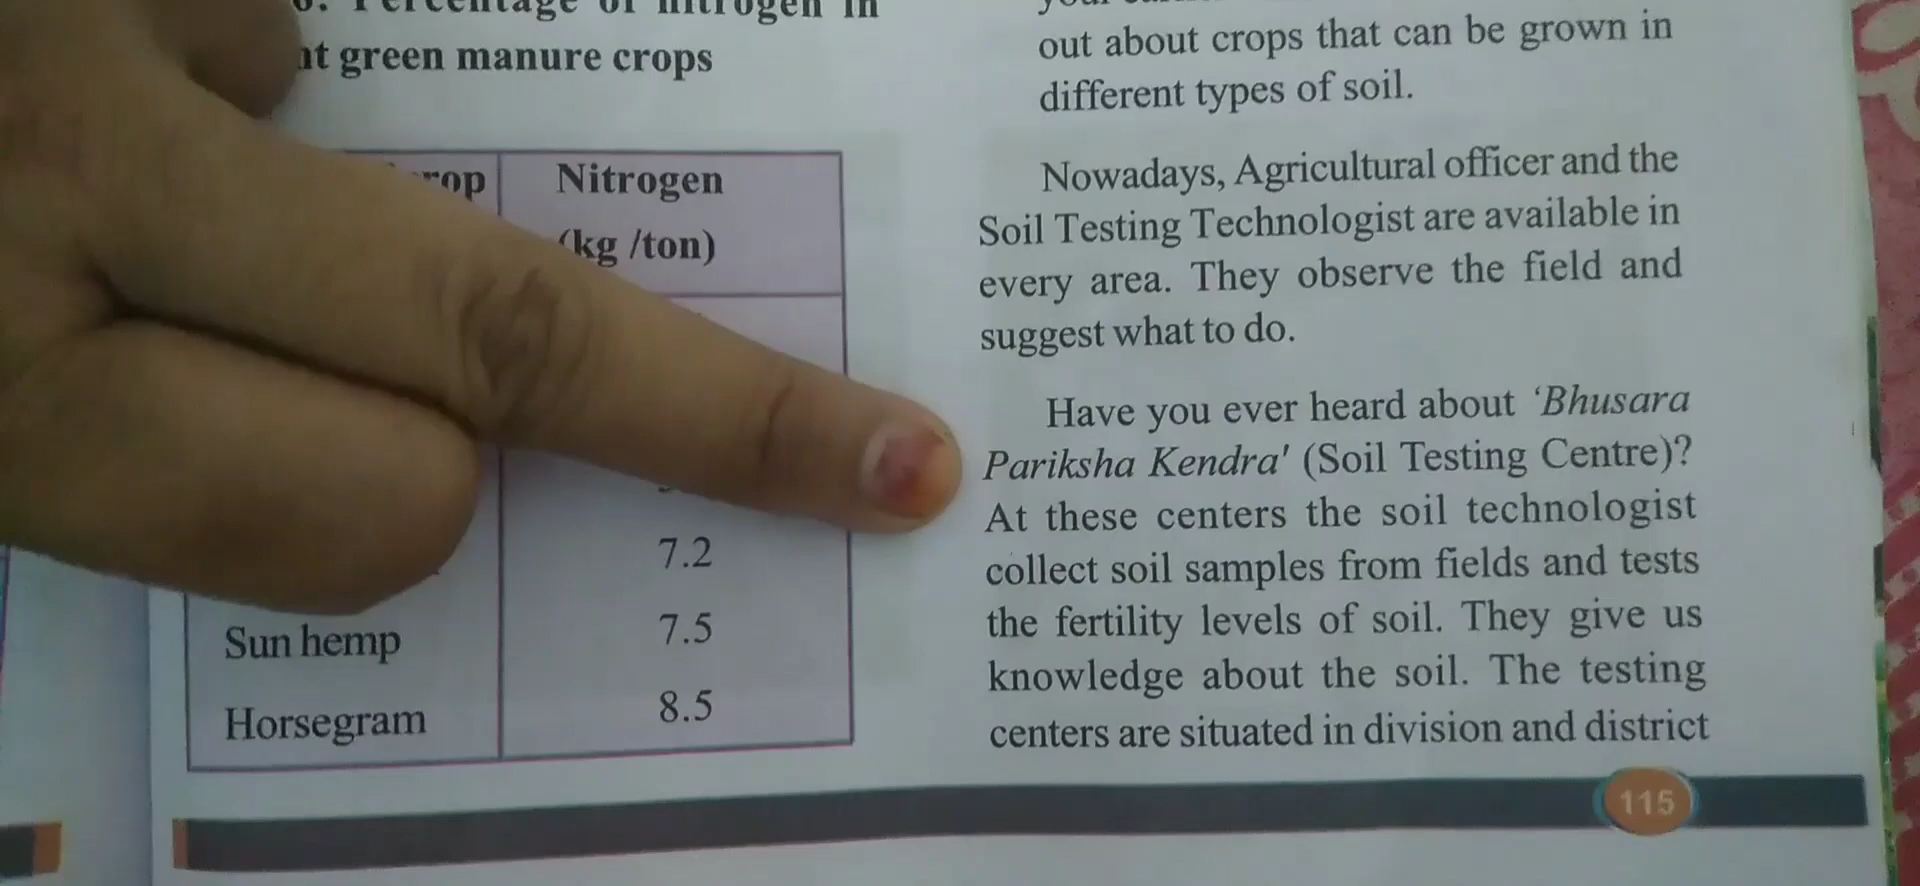 Percentage of nitrogen in
green manure crops
Nitrogen
(kg /ton)
7.2
Sun hemp 7.5
Horsegram 8.5
out about crops that can be grown in
different types of soil.
Nowadays, Agricultural officer and the
Soil Testing Technologist are available in
every area. They observe the field and
suggest what to do.
Have you ever heard about ‘Bhusara
Pariksha Kendra' (Soil Testing Centre)?
At these centers the soil technologist
collect soil samples from fields and tests
the fertility levels of soil. They give us
knowledge about the soil. The testing
centers are situated in division and district
115